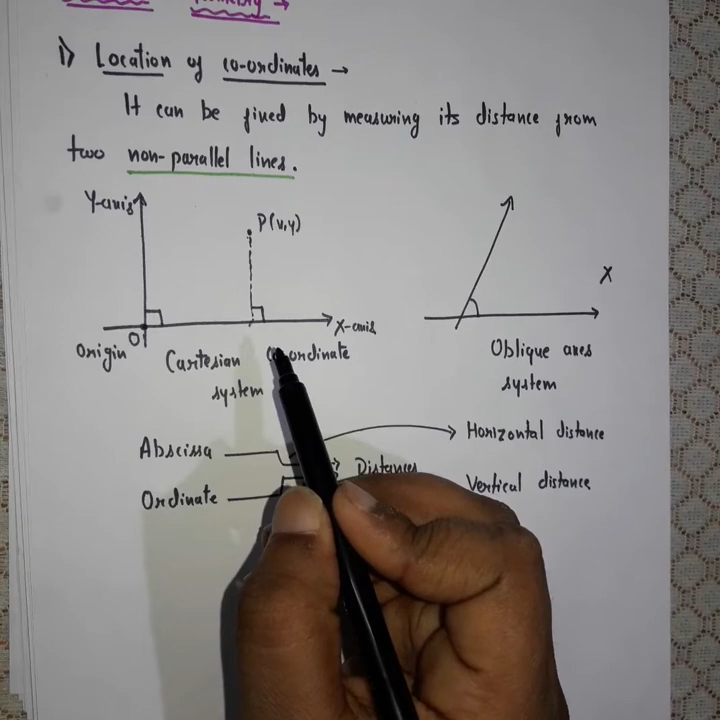 i) Location of co-ordinates →
It can be fixed by measuring its distance from
two non-parallel lines.
Y-axis
P(x,y)
X
X-axis
O
Origin
Cartesian co-ordinate
system
Oblique axes
system
Abscissa
Horizontal distance
Distances
Ordinate
Vertical distance